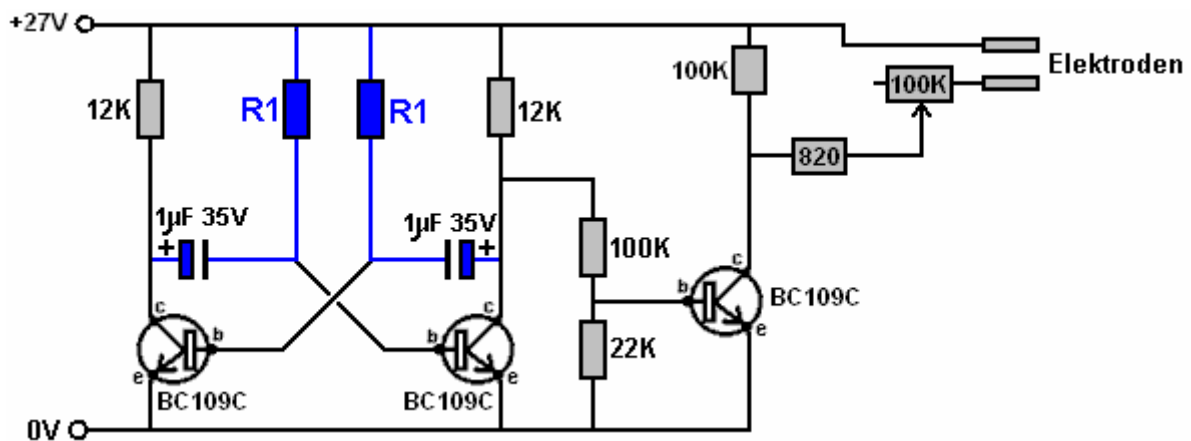 +27V
12K
R1
R1
12K
100K
100K
Elektroden
820
1µF 35V
+
1µF 35V
+
100K
c
b
e
BC109C
c
b
e
BC109C
22K
c
b
e
BC109C
0V